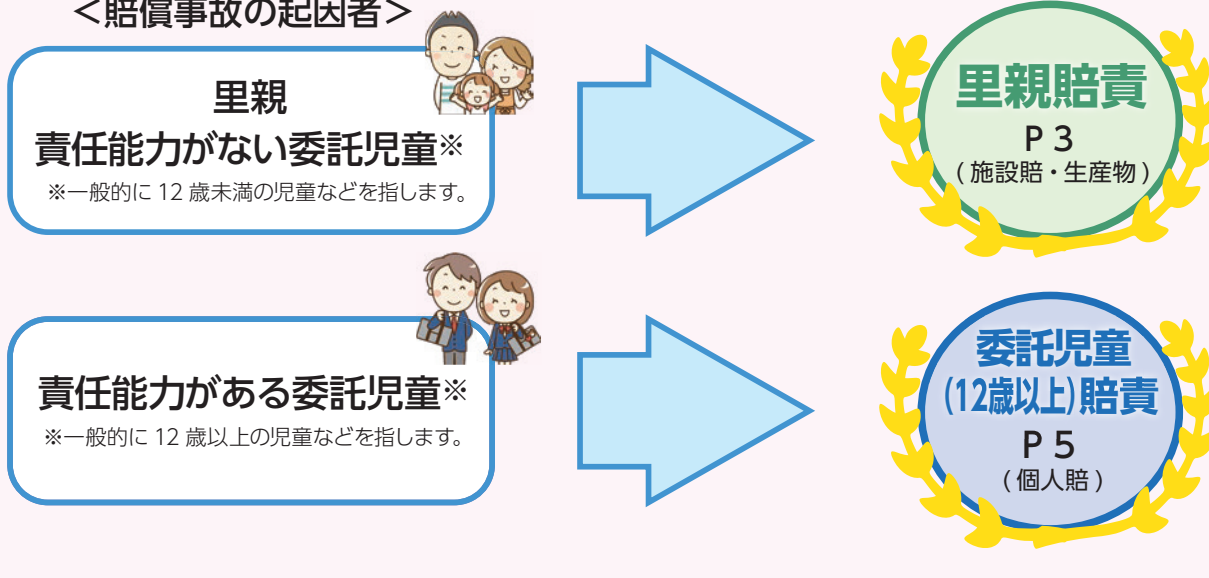 <賠償事故の起因者>
里親
責任能力がない委託児童※
※一般的に 12 歳未満の児童などを指します。
里親賠責
P 3
( 施設賠・生産物 )
責任能力がある委託児童※
※一般的に 12 歳以上の児童などを指します。
委託児童
(12歳以上)賠責
P 5
( 個人賠 )